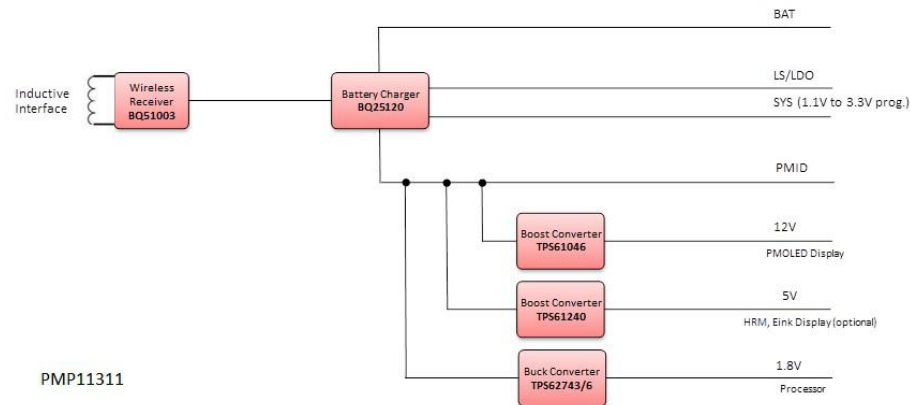 BAT
Inductive
Interface
Wireless
Receiver
BQ51003
Battery Charger
BQ25120
LS/LDO
SYS (1.1V to 3.3V prog.)
PMID
Boost Converter
TPS61046
12V
PMOLED Display
Boost Converter
TPS61240
5V
HRM, Eink Display (optional)
Buck Converter
TPS62743/6
1.8V
Processor
PMP11311